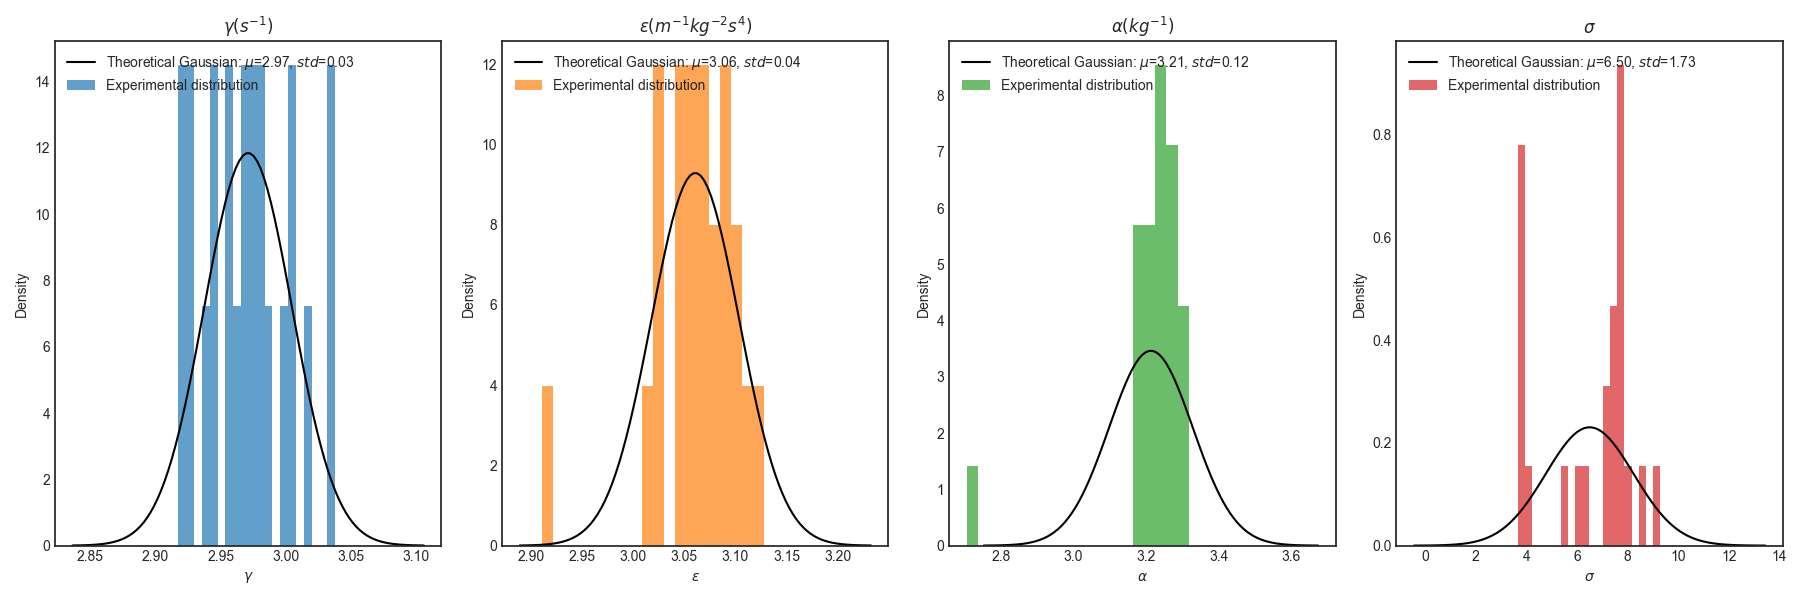 γ(s⁻¹)
Theoretical Gaussian: μ=2.97, std=0.03
Experimental distribution
Density
14
12
10
8
6
4
2
0
2.85 2.90 2.95 3.00 3.05 3.10
γ
ε(m⁻¹kg⁻²s⁴)
Theoretical Gaussian: μ=3.06, std=0.04
Experimental distribution
Density
12
10
8
6
4
2
0
2.90 2.95 3.00 3.05 3.10 3.15 3.20
ε
α(kg⁻¹)
Theoretical Gaussian: μ=3.21, std=0.12
Experimental distribution
Density
8
7
6
5
4
3
2
1
0
2.8 3.0 3.2 3.4 3.6
α
σ
Theoretical Gaussian: μ=6.50, std=1.73
Experimental distribution
Density
0.8
0.6
0.4
0.2
0.0
0 2 4 6 8 10 12 14
σ